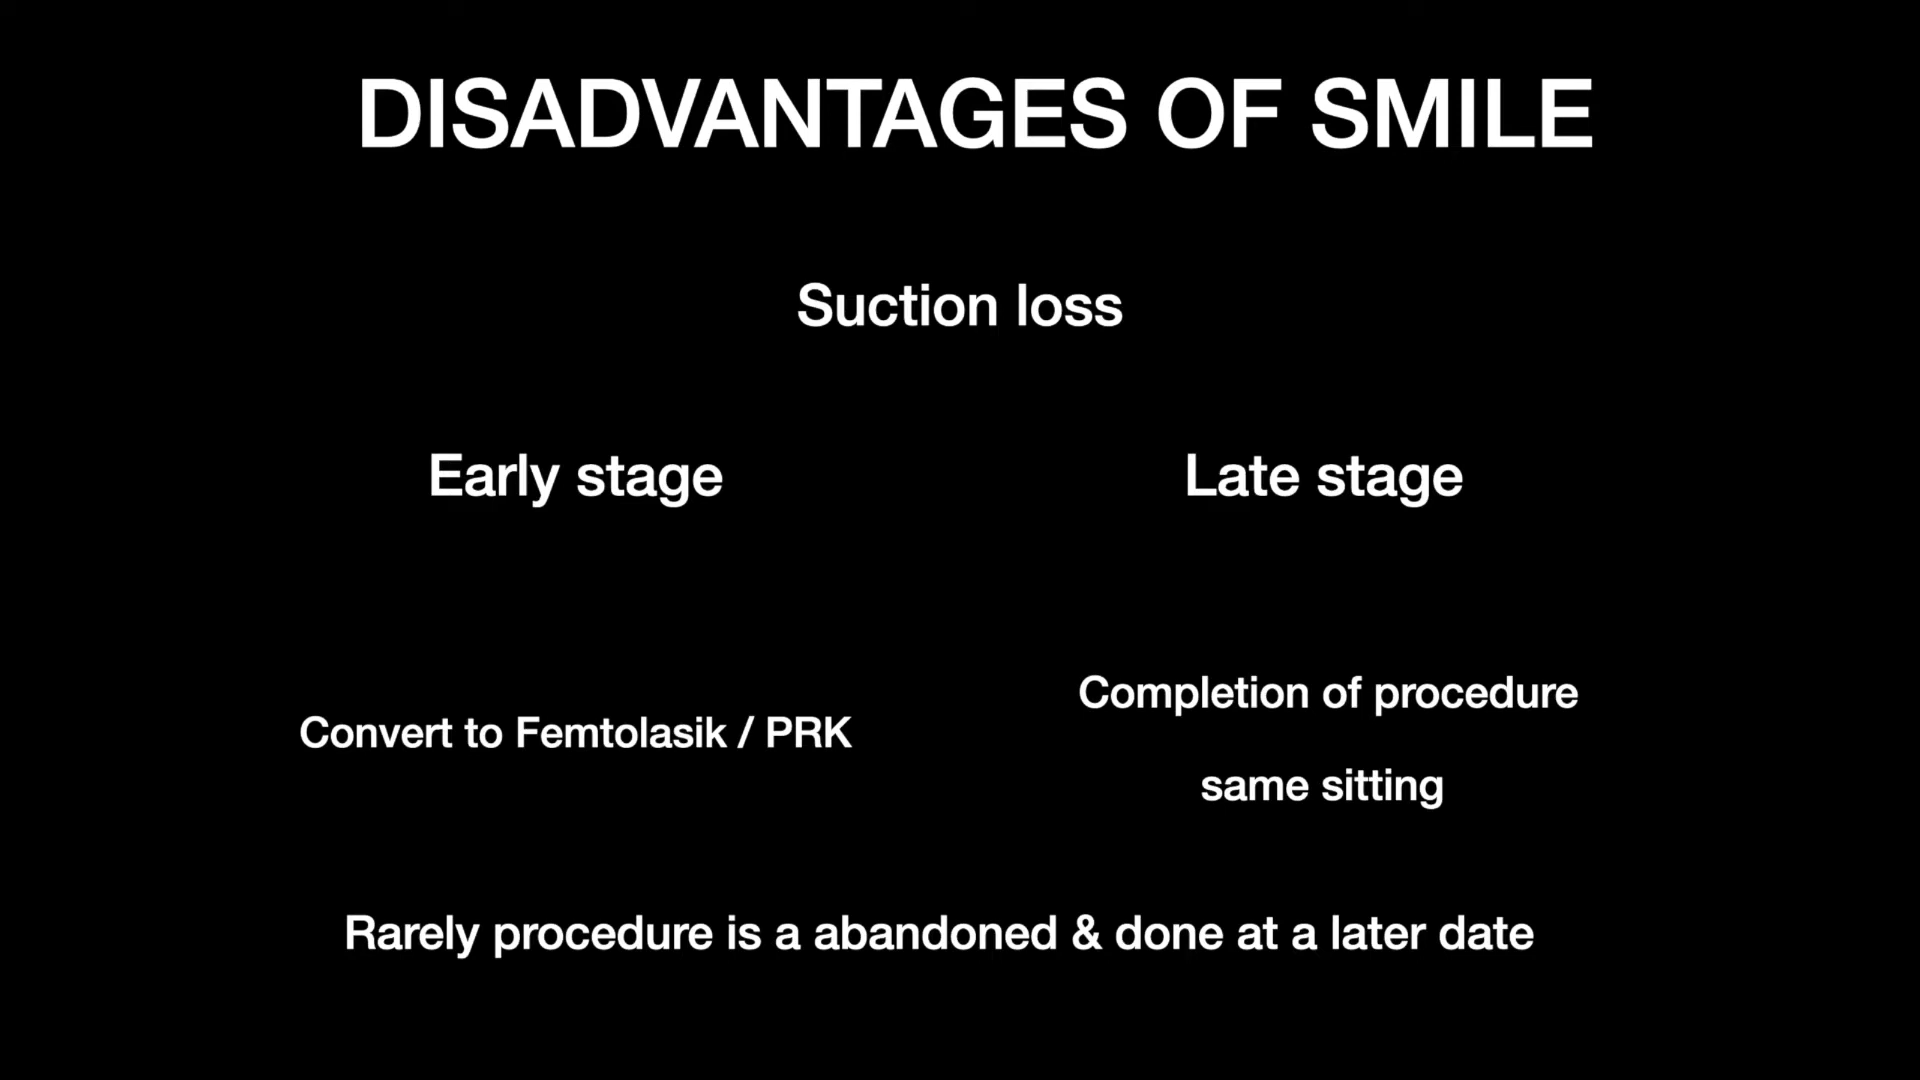 DISADVANTAGES OF SMILE
Suction loss
Early stage
Late stage
Convert to Femtolasik / PRK
Completion of procedure
same sitting
Rarely procedure is a abandoned & done at a later date